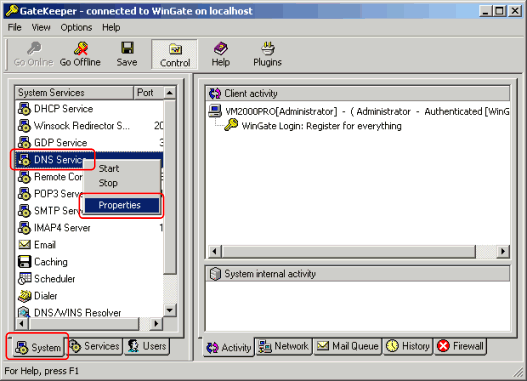 GateKeeper - connected to WinGate on localhost
File View Options Help
Go Online Go Offline Save Control Help Plugins
System Services Port
DHCP Service
Winsock Redirector S... 20
GDP Service 3
DNS Service
Start
Remote Cor
Stop
POP3 Serve
Properties
SMTP Serv
IMAP4 Server 1
Email
Caching
Scheduler
Dialer
DNS/WINS Resolver
System Services Users
Client activity
VM2000PRO[Administrator] - ( Administrator - Authenticated [WinG
WinGate Login: Register for everything
System internal activity
Activity Network Mail Queue History Firewall
For Help, press F1